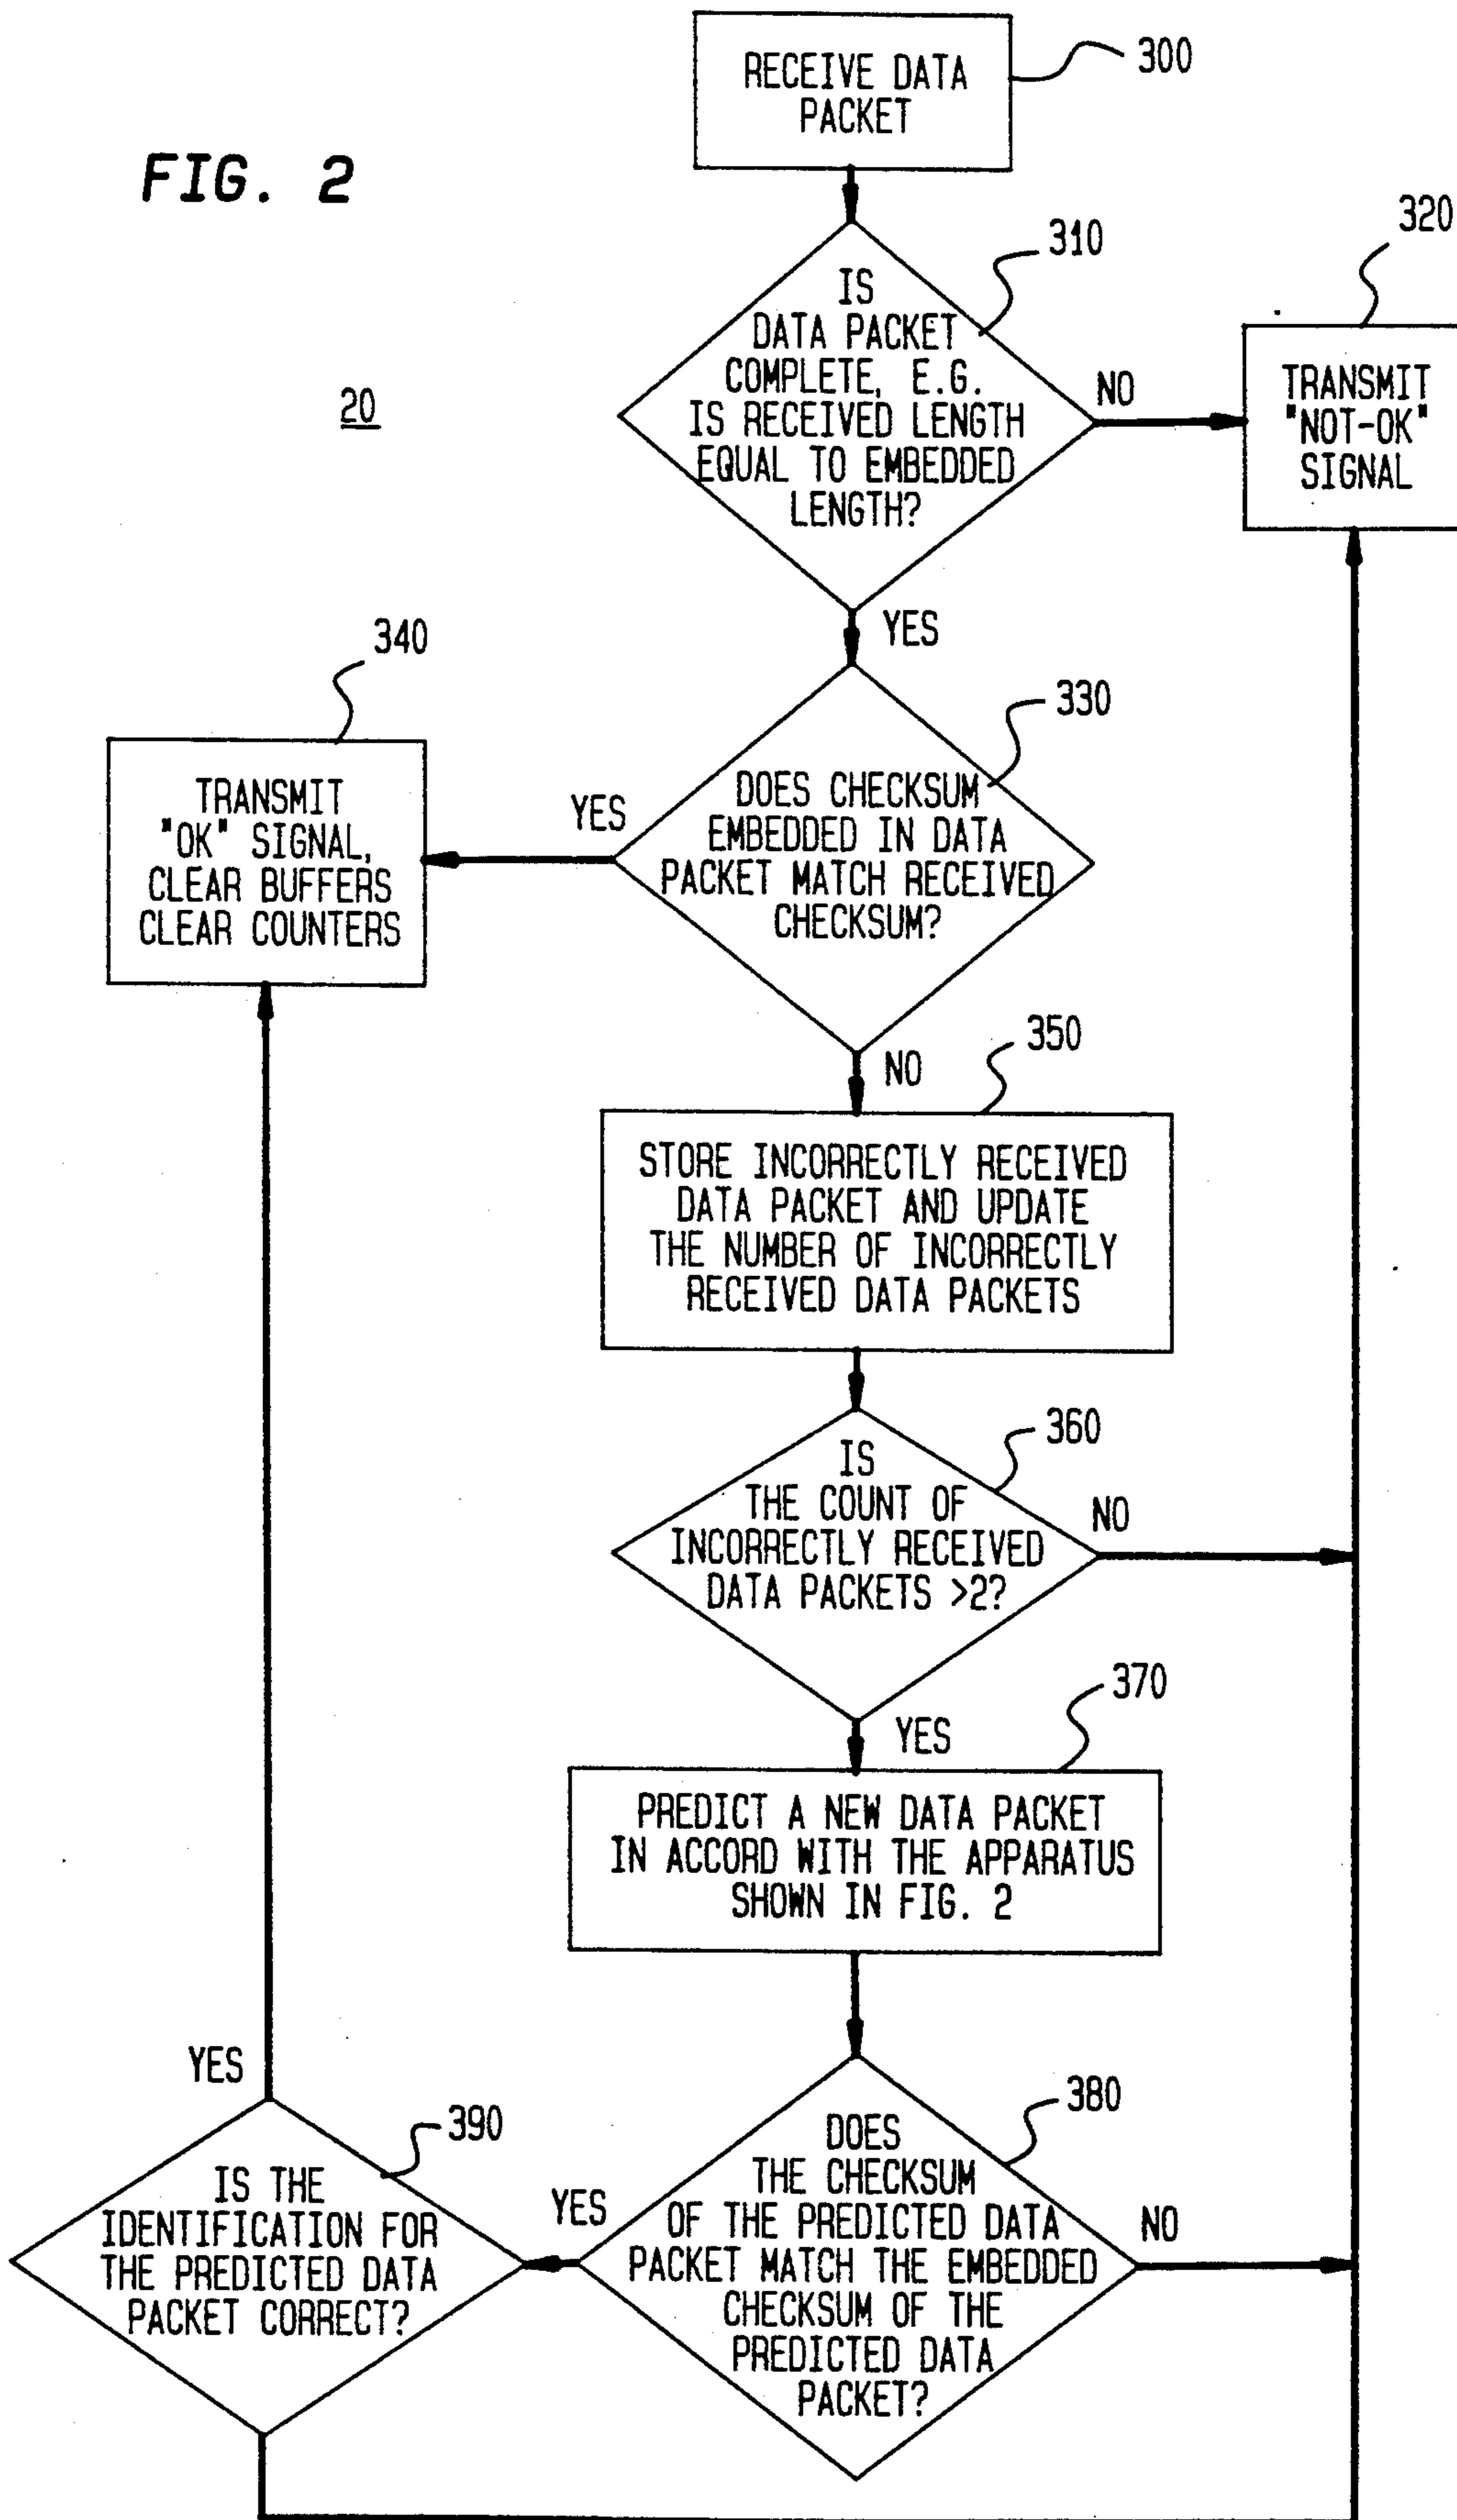 FIG. 2
20
RECEIVE DATA
PACKET
300
IS
DATA PACKET
COMPLETE, E.G.
IS RECEIVED LENGTH
EQUAL TO EMBEDDED
LENGTH?
310
NO
320
TRANSMIT
"NOT-OK"
SIGNAL
YES
340
TRANSMIT
"OK" SIGNAL,
CLEAR BUFFERS
CLEAR COUNTERS
YES
330
DOES CHECKSUM
EMBEDDED IN DATA
PACKET MATCH RECEIVED
CHECKSUM?
NO
350
STORE INCORRECTLY RECEIVED
DATA PACKET AND UPDATE
THE NUMBER OF INCORRECTLY
RECEIVED DATA PACKETS
360
IS
THE COUNT OF
INCORRECTLY RECEIVED
DATA PACKETS >2?
NO
YES
370
PREDICT A NEW DATA PACKET
IN ACCORD WITH THE APPARATUS
SHOWN IN FIG. 2
380
DOES
THE CHECKSUM
OF THE PREDICTED DATA
PACKET MATCH THE EMBEDDED
CHECKSUM OF THE
PREDICTED DATA
PACKET?
NO
YES
390
IS THE
IDENTIFICATION FOR
THE PREDICTED DATA
PACKET CORRECT?
YES